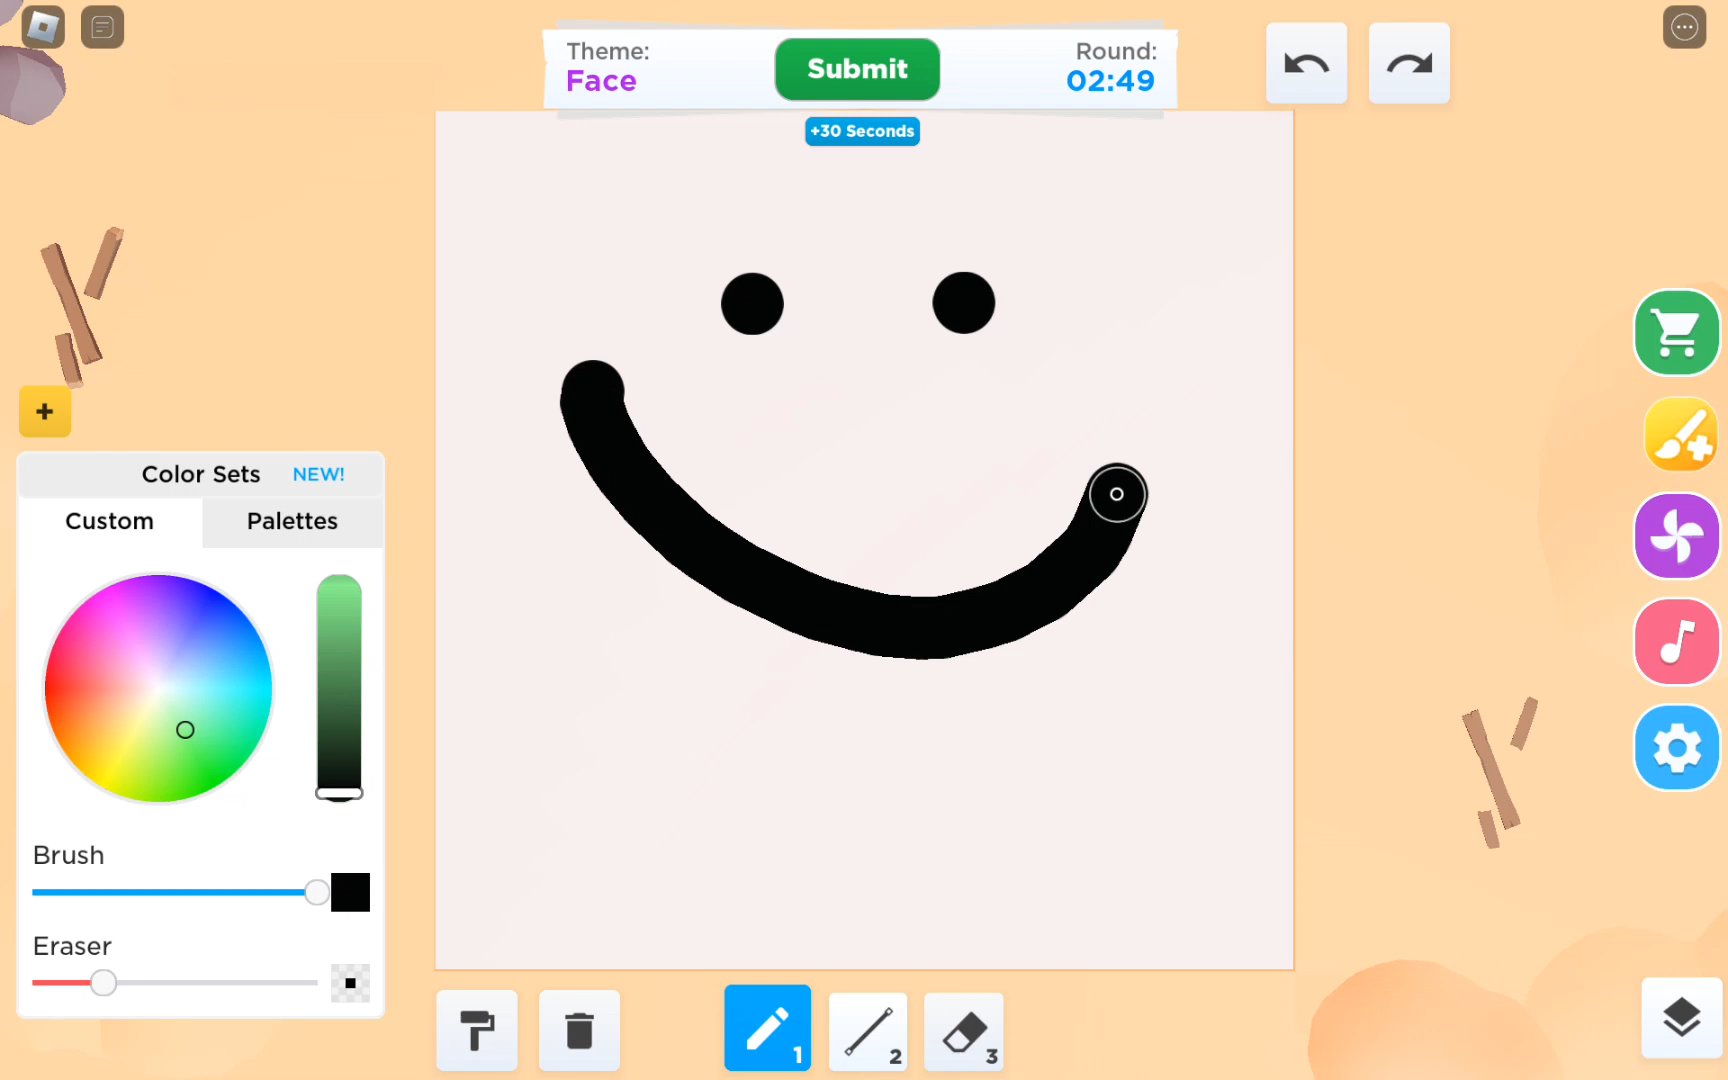 Theme:
Face
Submit
Round:
02:49
+30 Seconds
+
Color Sets NEW!
Custom
Palettes
Brush
Eraser
1
2
3